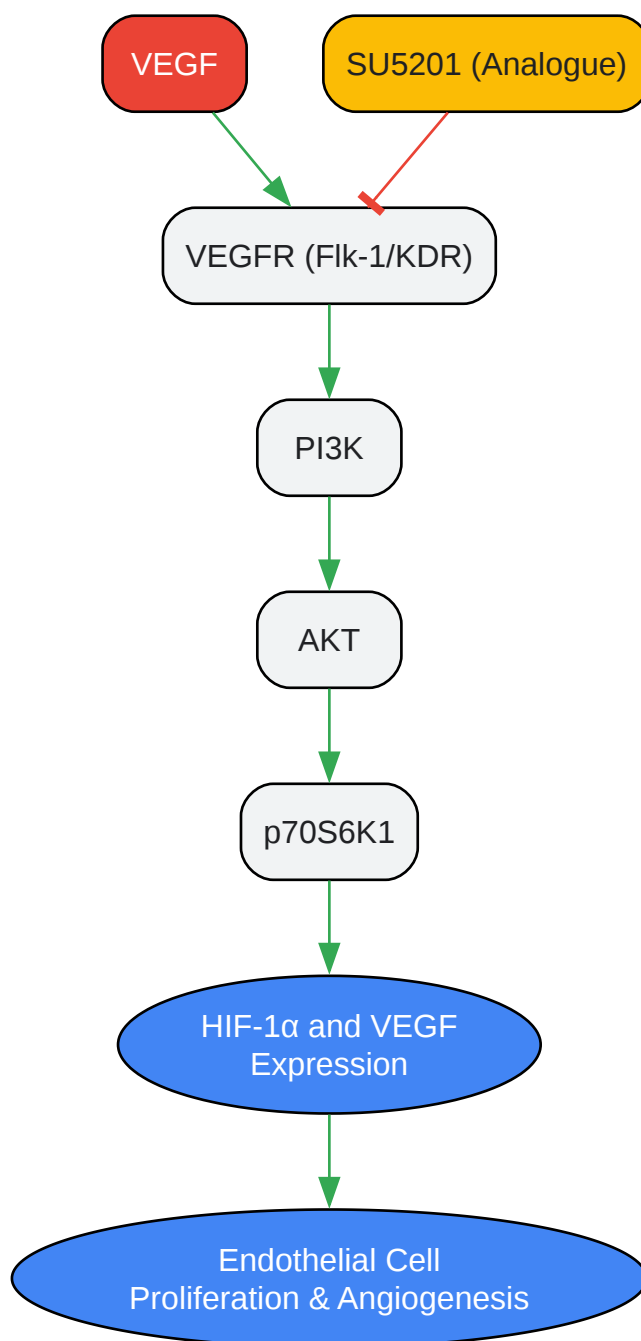 VEGF
SU5201 (Analogue)
VEGFR (Flk-1/KDR)
PI3K
AKT
p70S6K1
HIF-1α and VEGF
Expression
Endothelial Cell
Proliferation & Angiogenesis